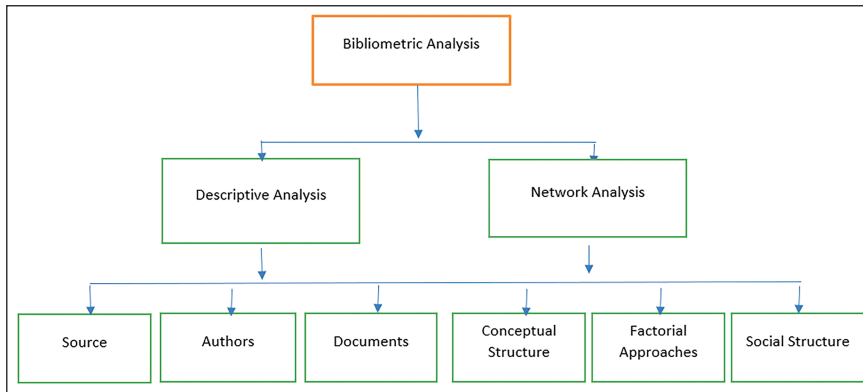 Bibliometric Analysis
Descriptive Analysis
Network Analysis
Source
Authors
Documents
Conceptual
Structure
Factorial
Approaches
Social Structure